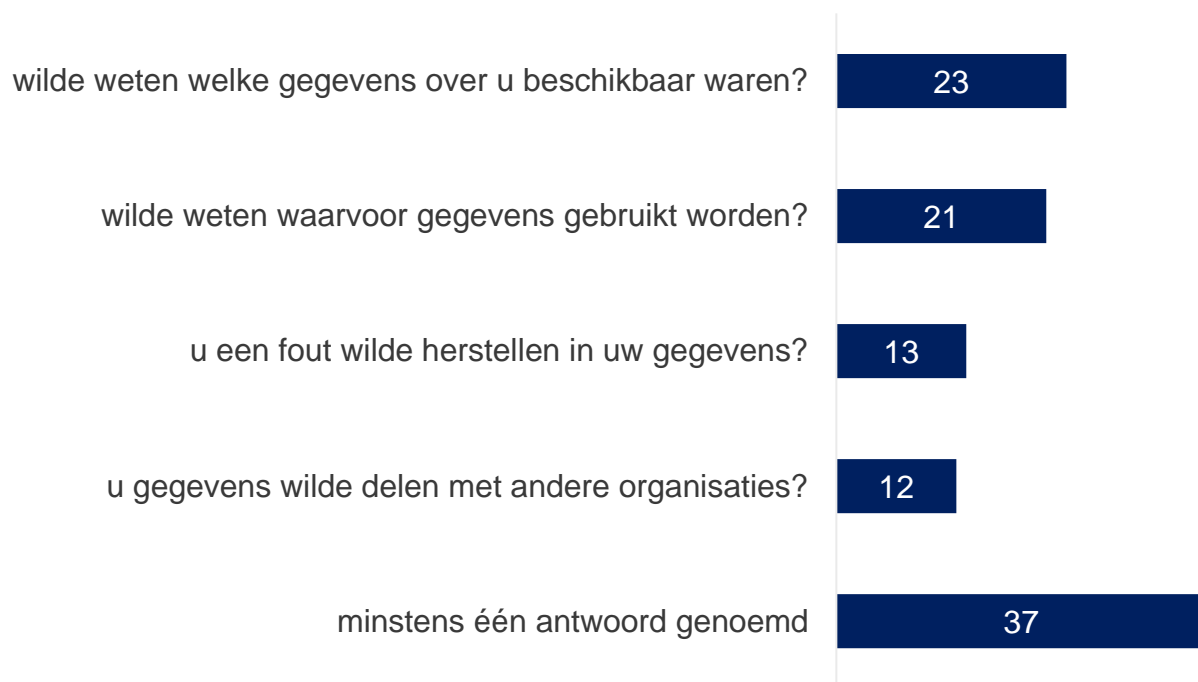 wilde weten welke gegevens over u beschikbaar waren? 23
wilde weten waarvoor gegevens gebruikt worden? 21
u een fout wilde herstellen in uw gegevens? 13
u gegevens wilde delen met andere organisaties? 12
minstens één antwoord genoemd 37